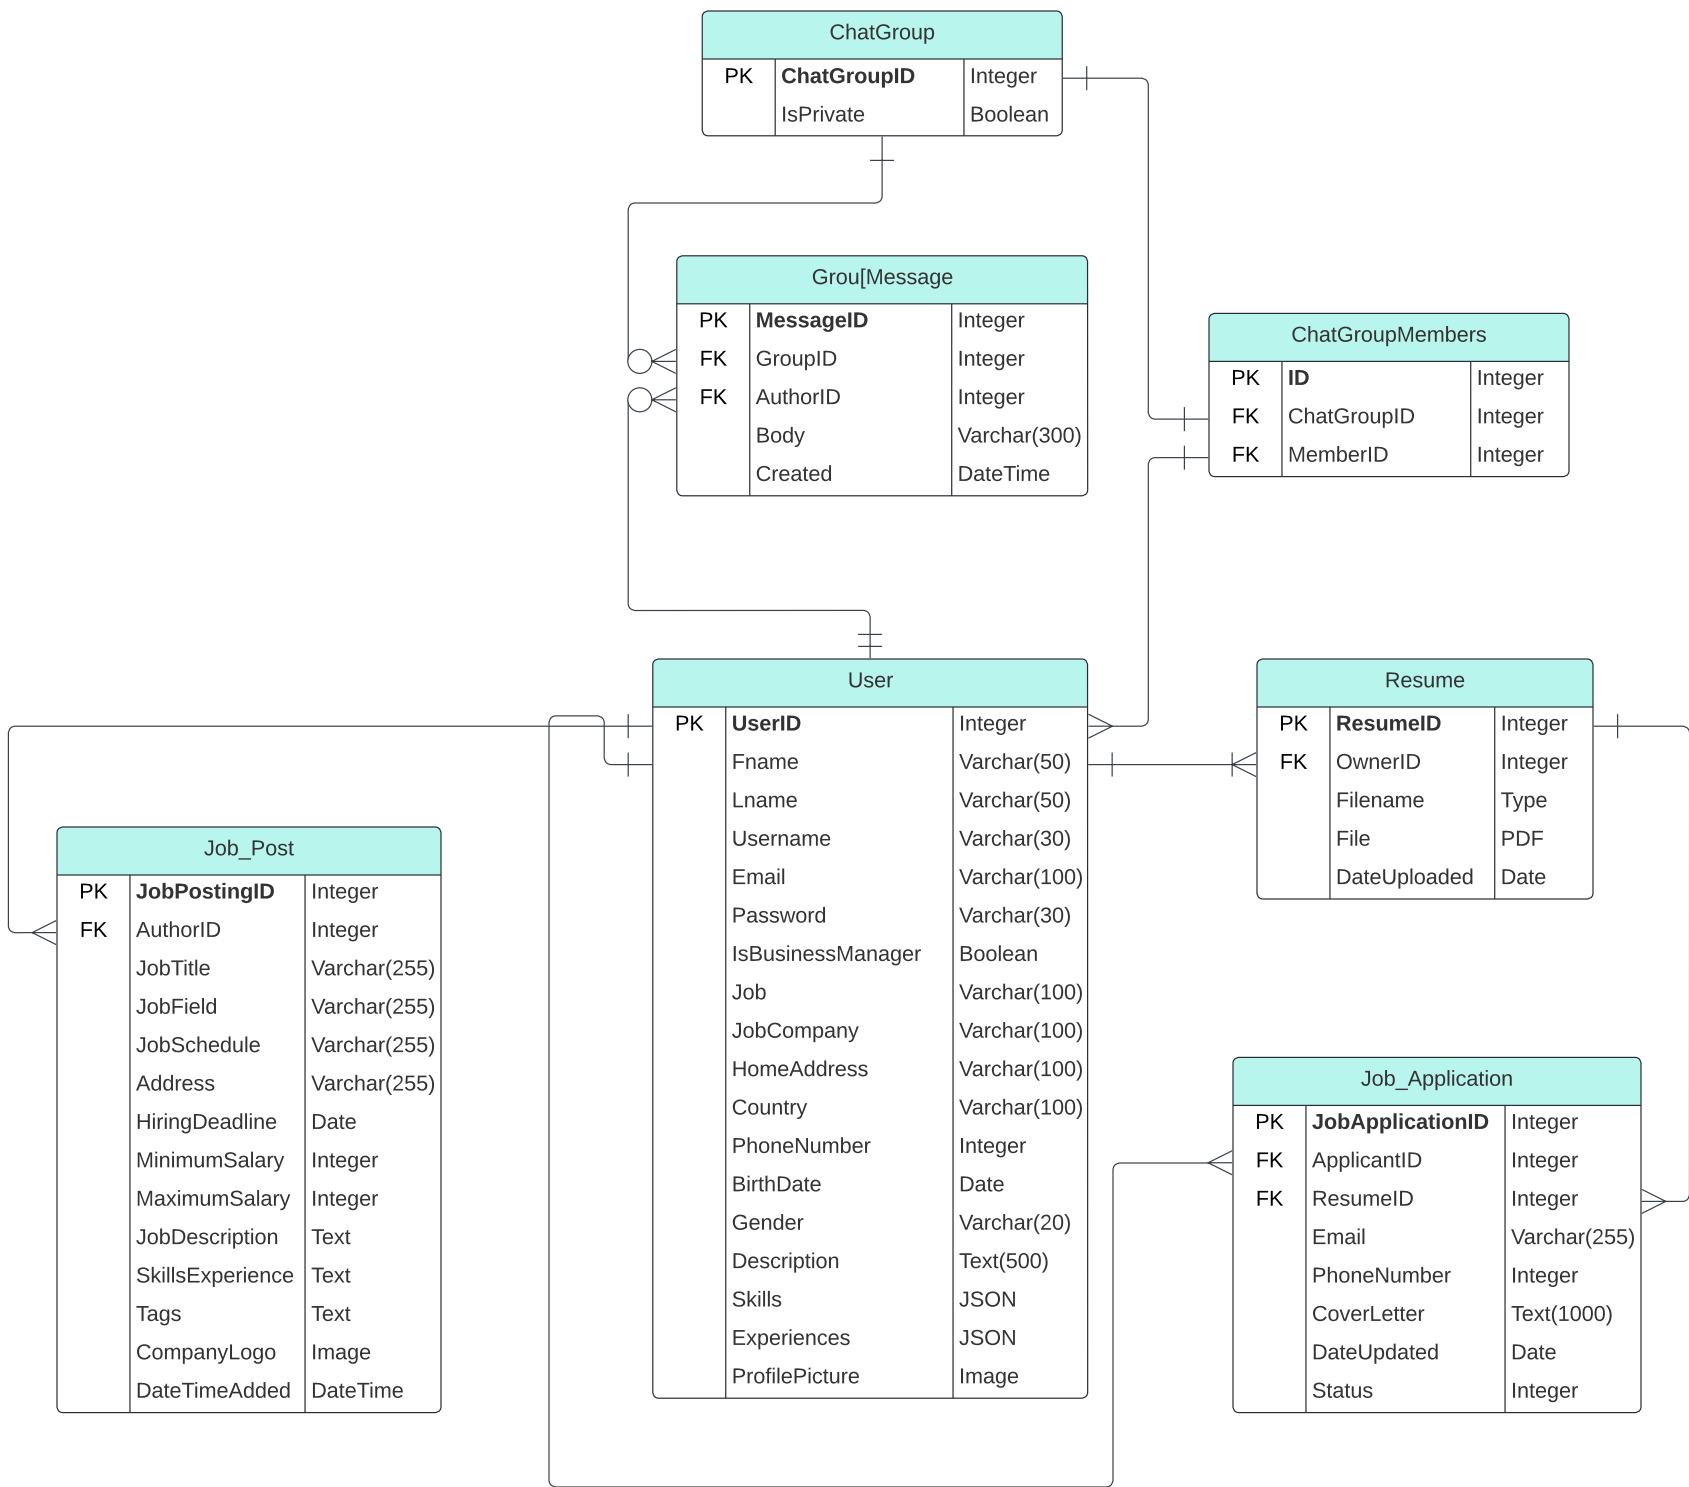 ChatGroup
PK ChatGroupID Integer
IsPrivate Boolean
Grou[Message
PK MessageID Integer
FK GroupID Integer
FK AuthorID Integer
Body Varchar(300)
Created DateTime
ChatGroupMembers
PK ID Integer
FK ChatGroupID Integer
FK MemberID Integer
User
PK UserID Integer
Fname Varchar(50)
Lname Varchar(50)
Username Varchar(30)
Email Varchar(100)
Password Varchar(30)
IsBusinessManager Boolean
Job Varchar(100)
JobCompany Varchar(100)
HomeAddress Varchar(100)
Country Varchar(100)
PhoneNumber Integer
BirthDate Date
Gender Varchar(20)
Description Text(500)
Skills JSON
Experiences JSON
ProfilePicture Image
Resume
PK ResumeID Integer
FK OwnerID Integer
Filename Type
File PDF
DateUploaded Date
Job_Post
PK JobPostingID Integer
FK AuthorID Integer
JobTitle Varchar(255)
JobField Varchar(255)
JobSchedule Varchar(255)
Address Varchar(255)
HiringDeadline Date
MinimumSalary Integer
MaximumSalary Integer
JobDescription Text
SkillsExperience Text
Tags Text
CompanyLogo Image
DateTimeAdded DateTime
Job_Application
PK JobApplicationID Integer
FK ApplicantID Integer
FK ResumeID Integer
Email Varchar(255)
PhoneNumber Integer
CoverLetter Text(1000)
DateUpdated Date
Status Integer